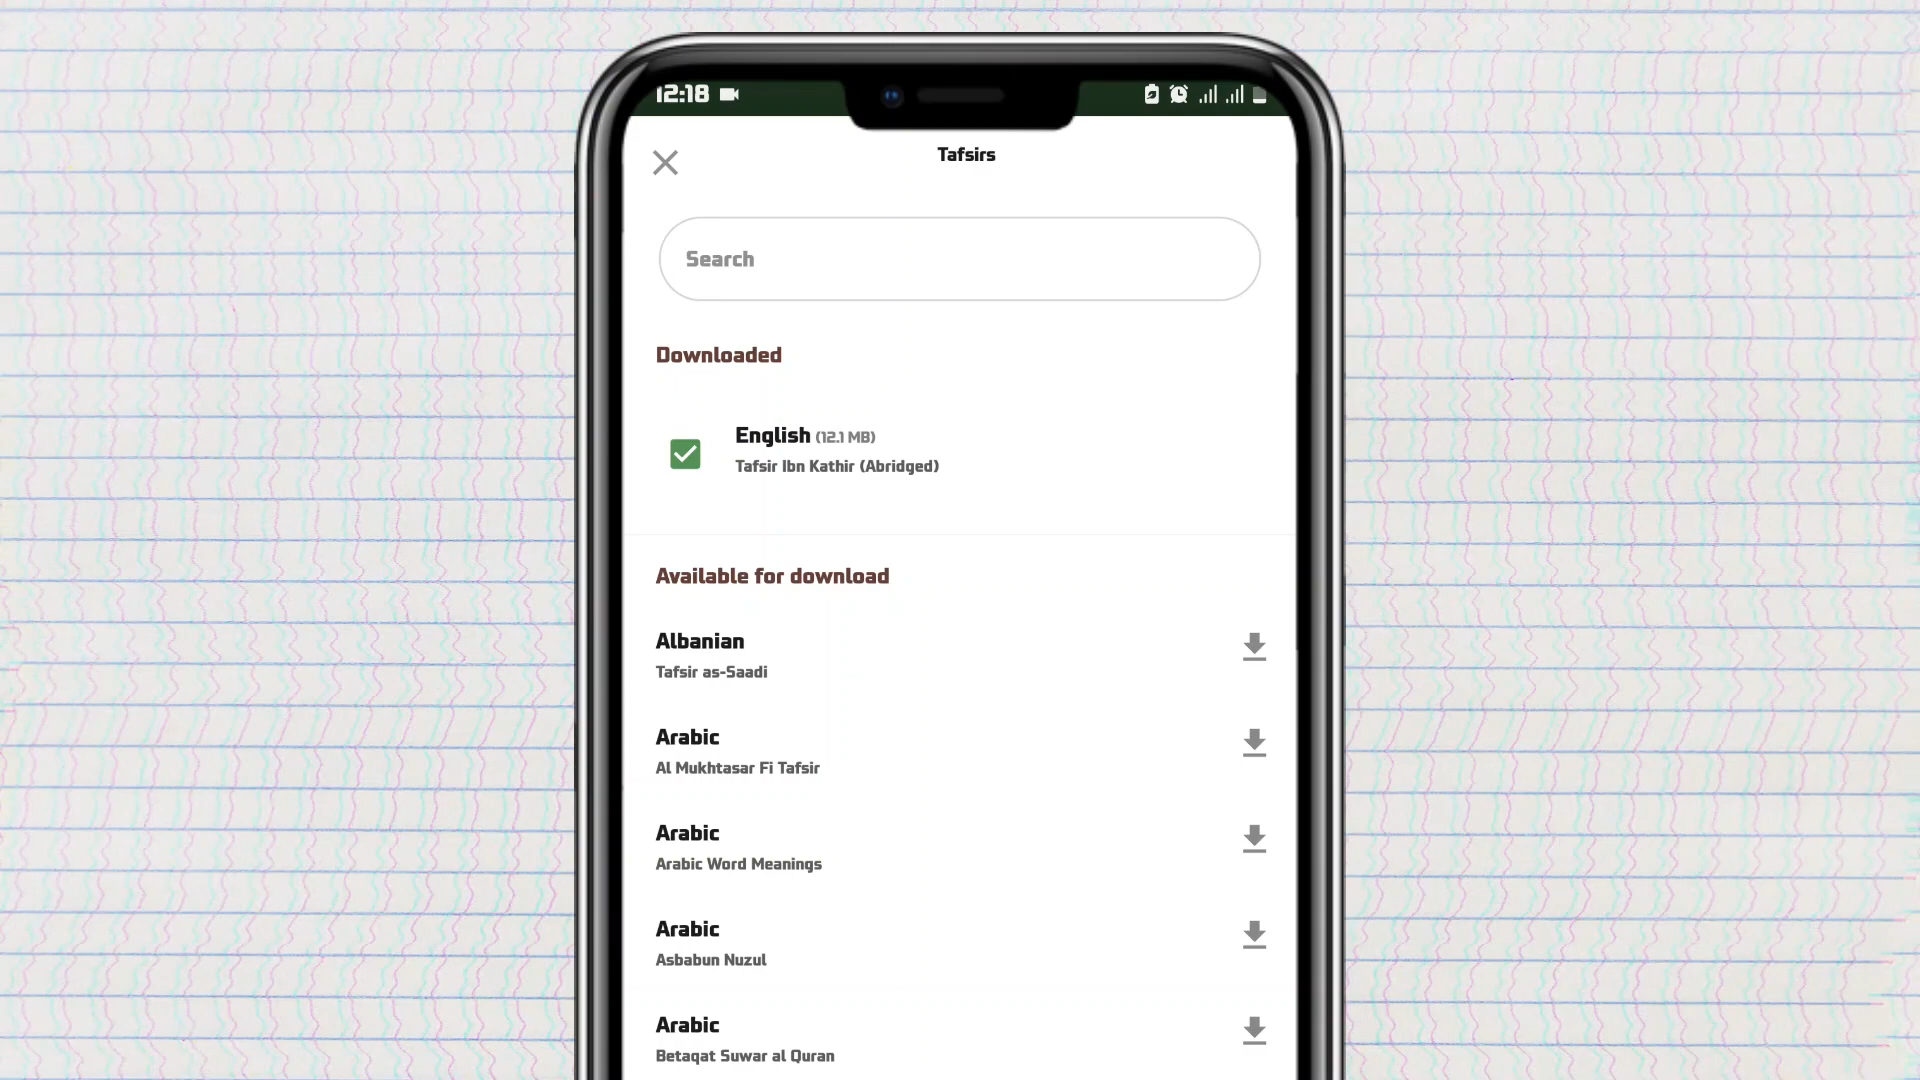 12:18
Tafsirs
Search
Downloaded
English (12.1 MB)
Tafsir Ibn Kathir (Abridged)
Available for download
Albanian
Tafsir as-Saadi
Arabic
Al Mukhtasar Fi Tafsir
Arabic
Arabic Word Meanings
Arabic
Asbabun Nuzul
Arabic
Betaqat Suwar al Quran